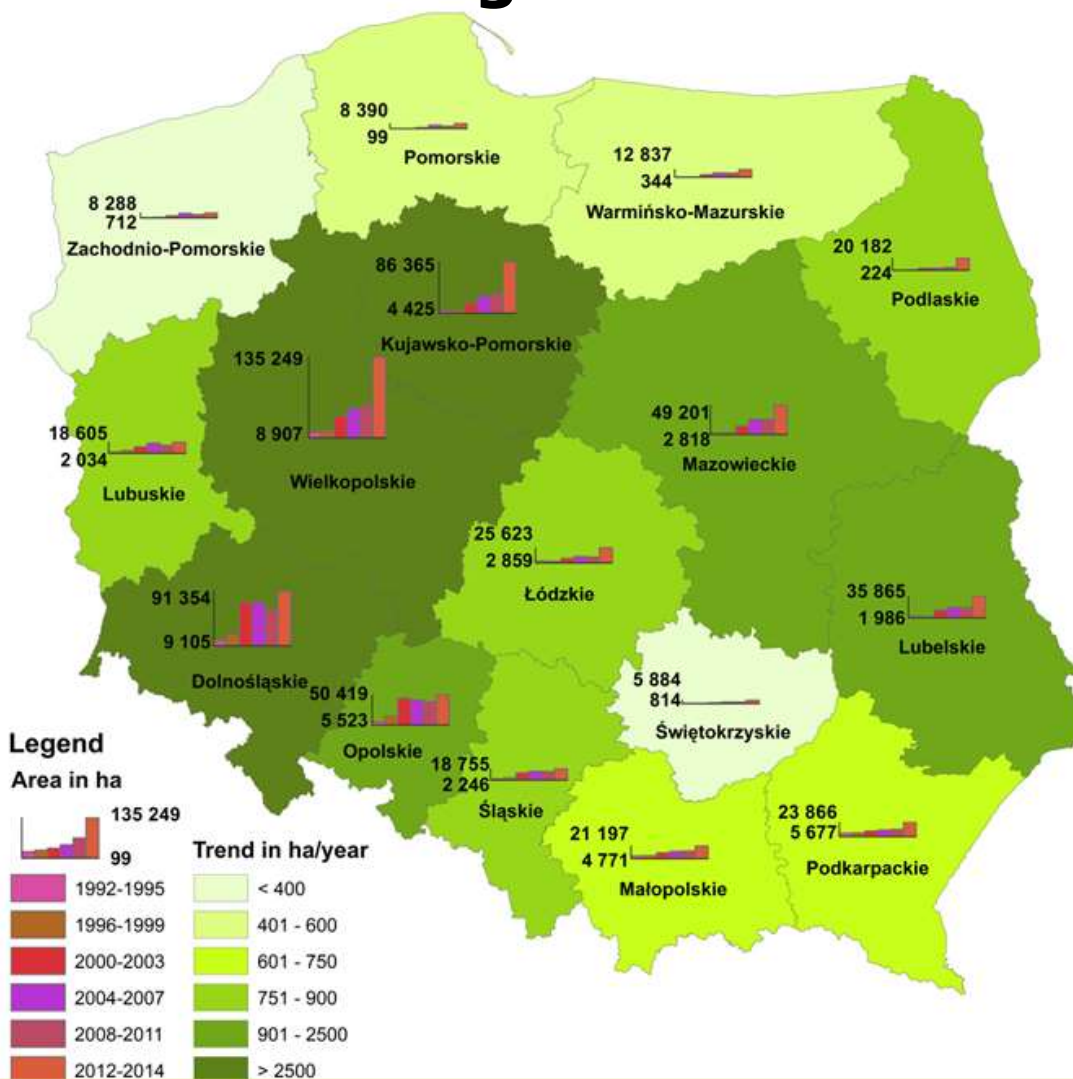 8 390
99
Pomorskie
12 837
344
Warmińsko-Mazurskie
8 288
712
Zachodnio-Pomorskie
20 182
224
Podlaskie
86 365
4 425
Kujawsko-Pomorskie
135 249
8 907
Wielkopolskie
49 201
2 818
Mazowieckie
18 605
2 034
Lubuskie
25 623
2 859
Łódzkie
35 865
1 986
Lubelskie
91 354
9 105
Dolnośląskie
50 419
5 523
Opolskie
5 884
814
Świętokrzyskie
18 755
2 246
Śląskie
21 197
4 771
Małopolskie
23 866
5 677
Podkarpackie
Legend
Area in ha
135 249
99
1992-1995
1996-1999
2000-2003
2004-2007
2008-2011
2012-2014
Trend in ha/year
< 400
401 - 600
601 - 750
751 - 900
901 - 2500
> 2500